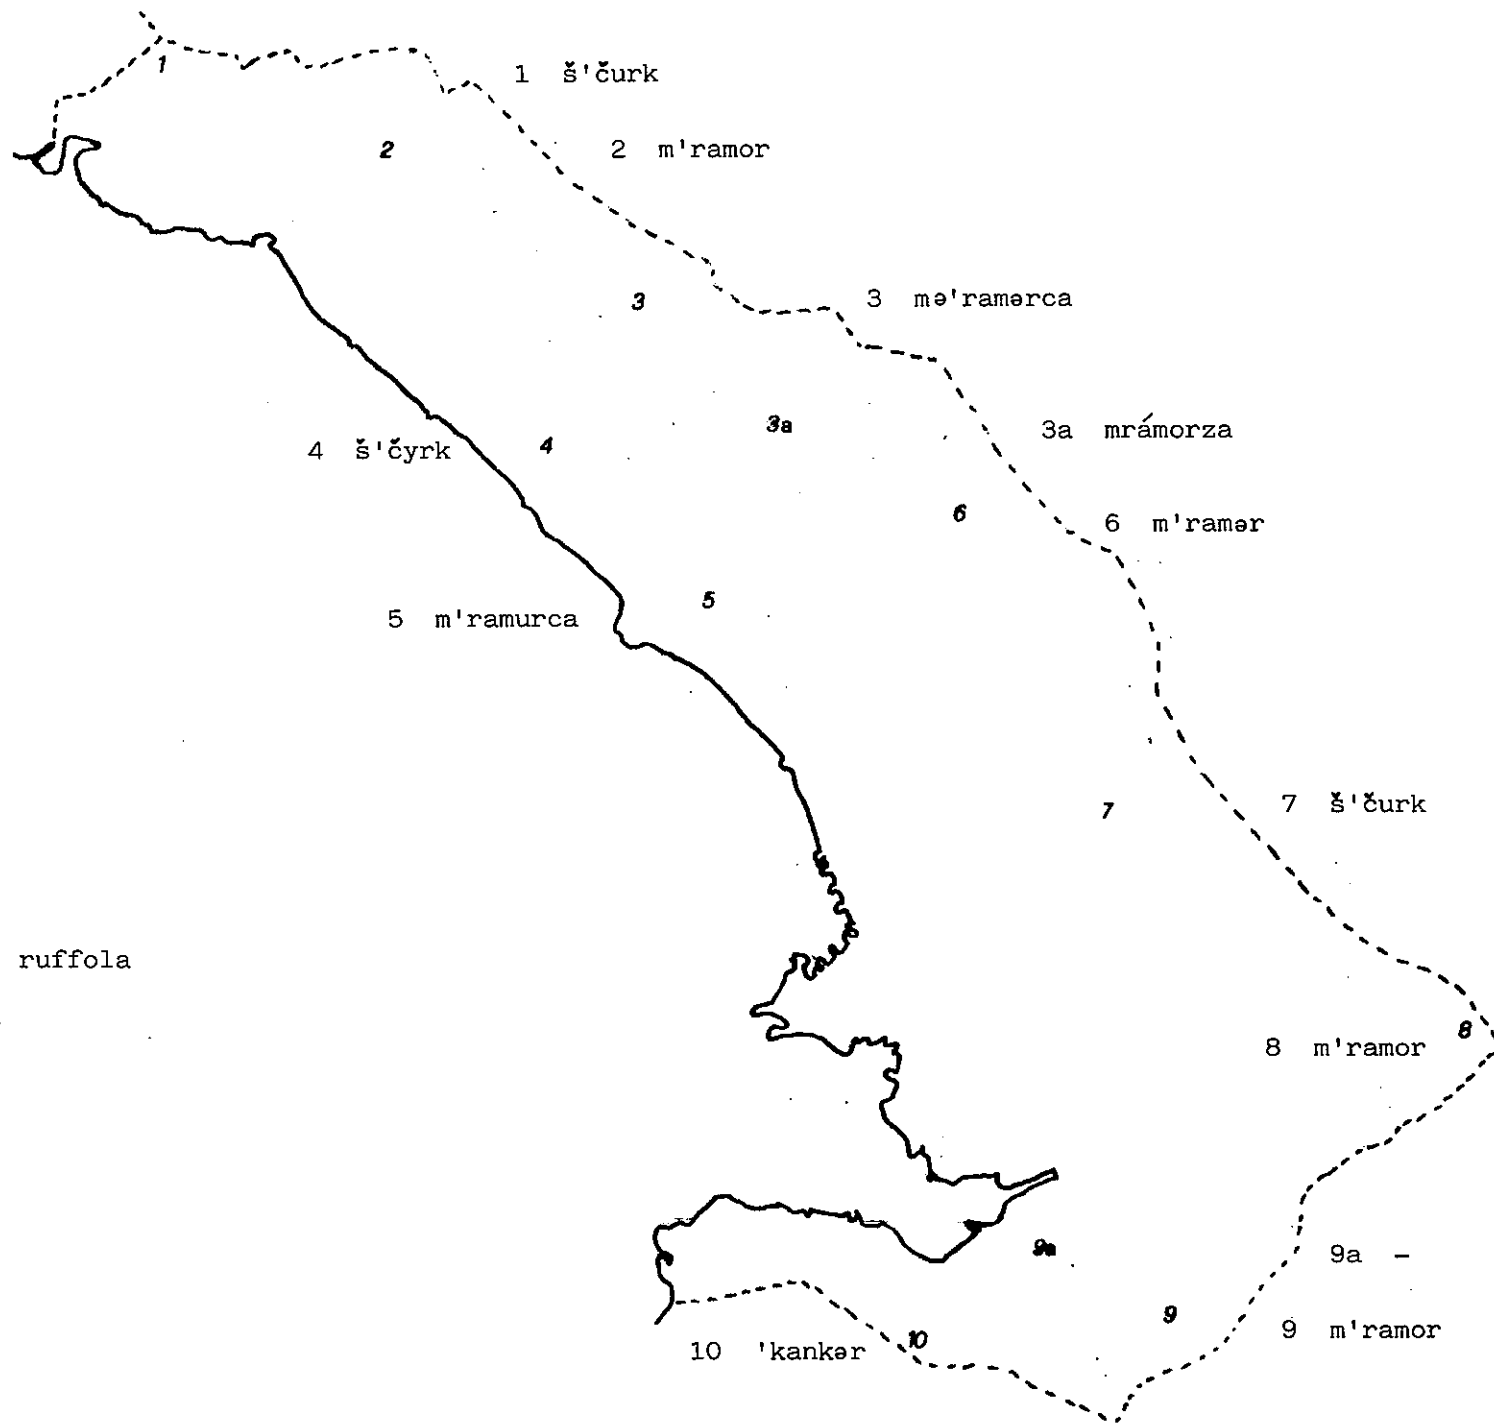 1
1 š'čurk
2
2 m'ramor
3
3 mə'ramərca
3a
3a mrámorza
4 š'čyrk
4
6
6 m'ramər
5
5 m'ramurca
7
7 š'čurk
ruffola
8
8 m'ramor
9a
9a –
9
9 m'ramor
10 'kankər
10